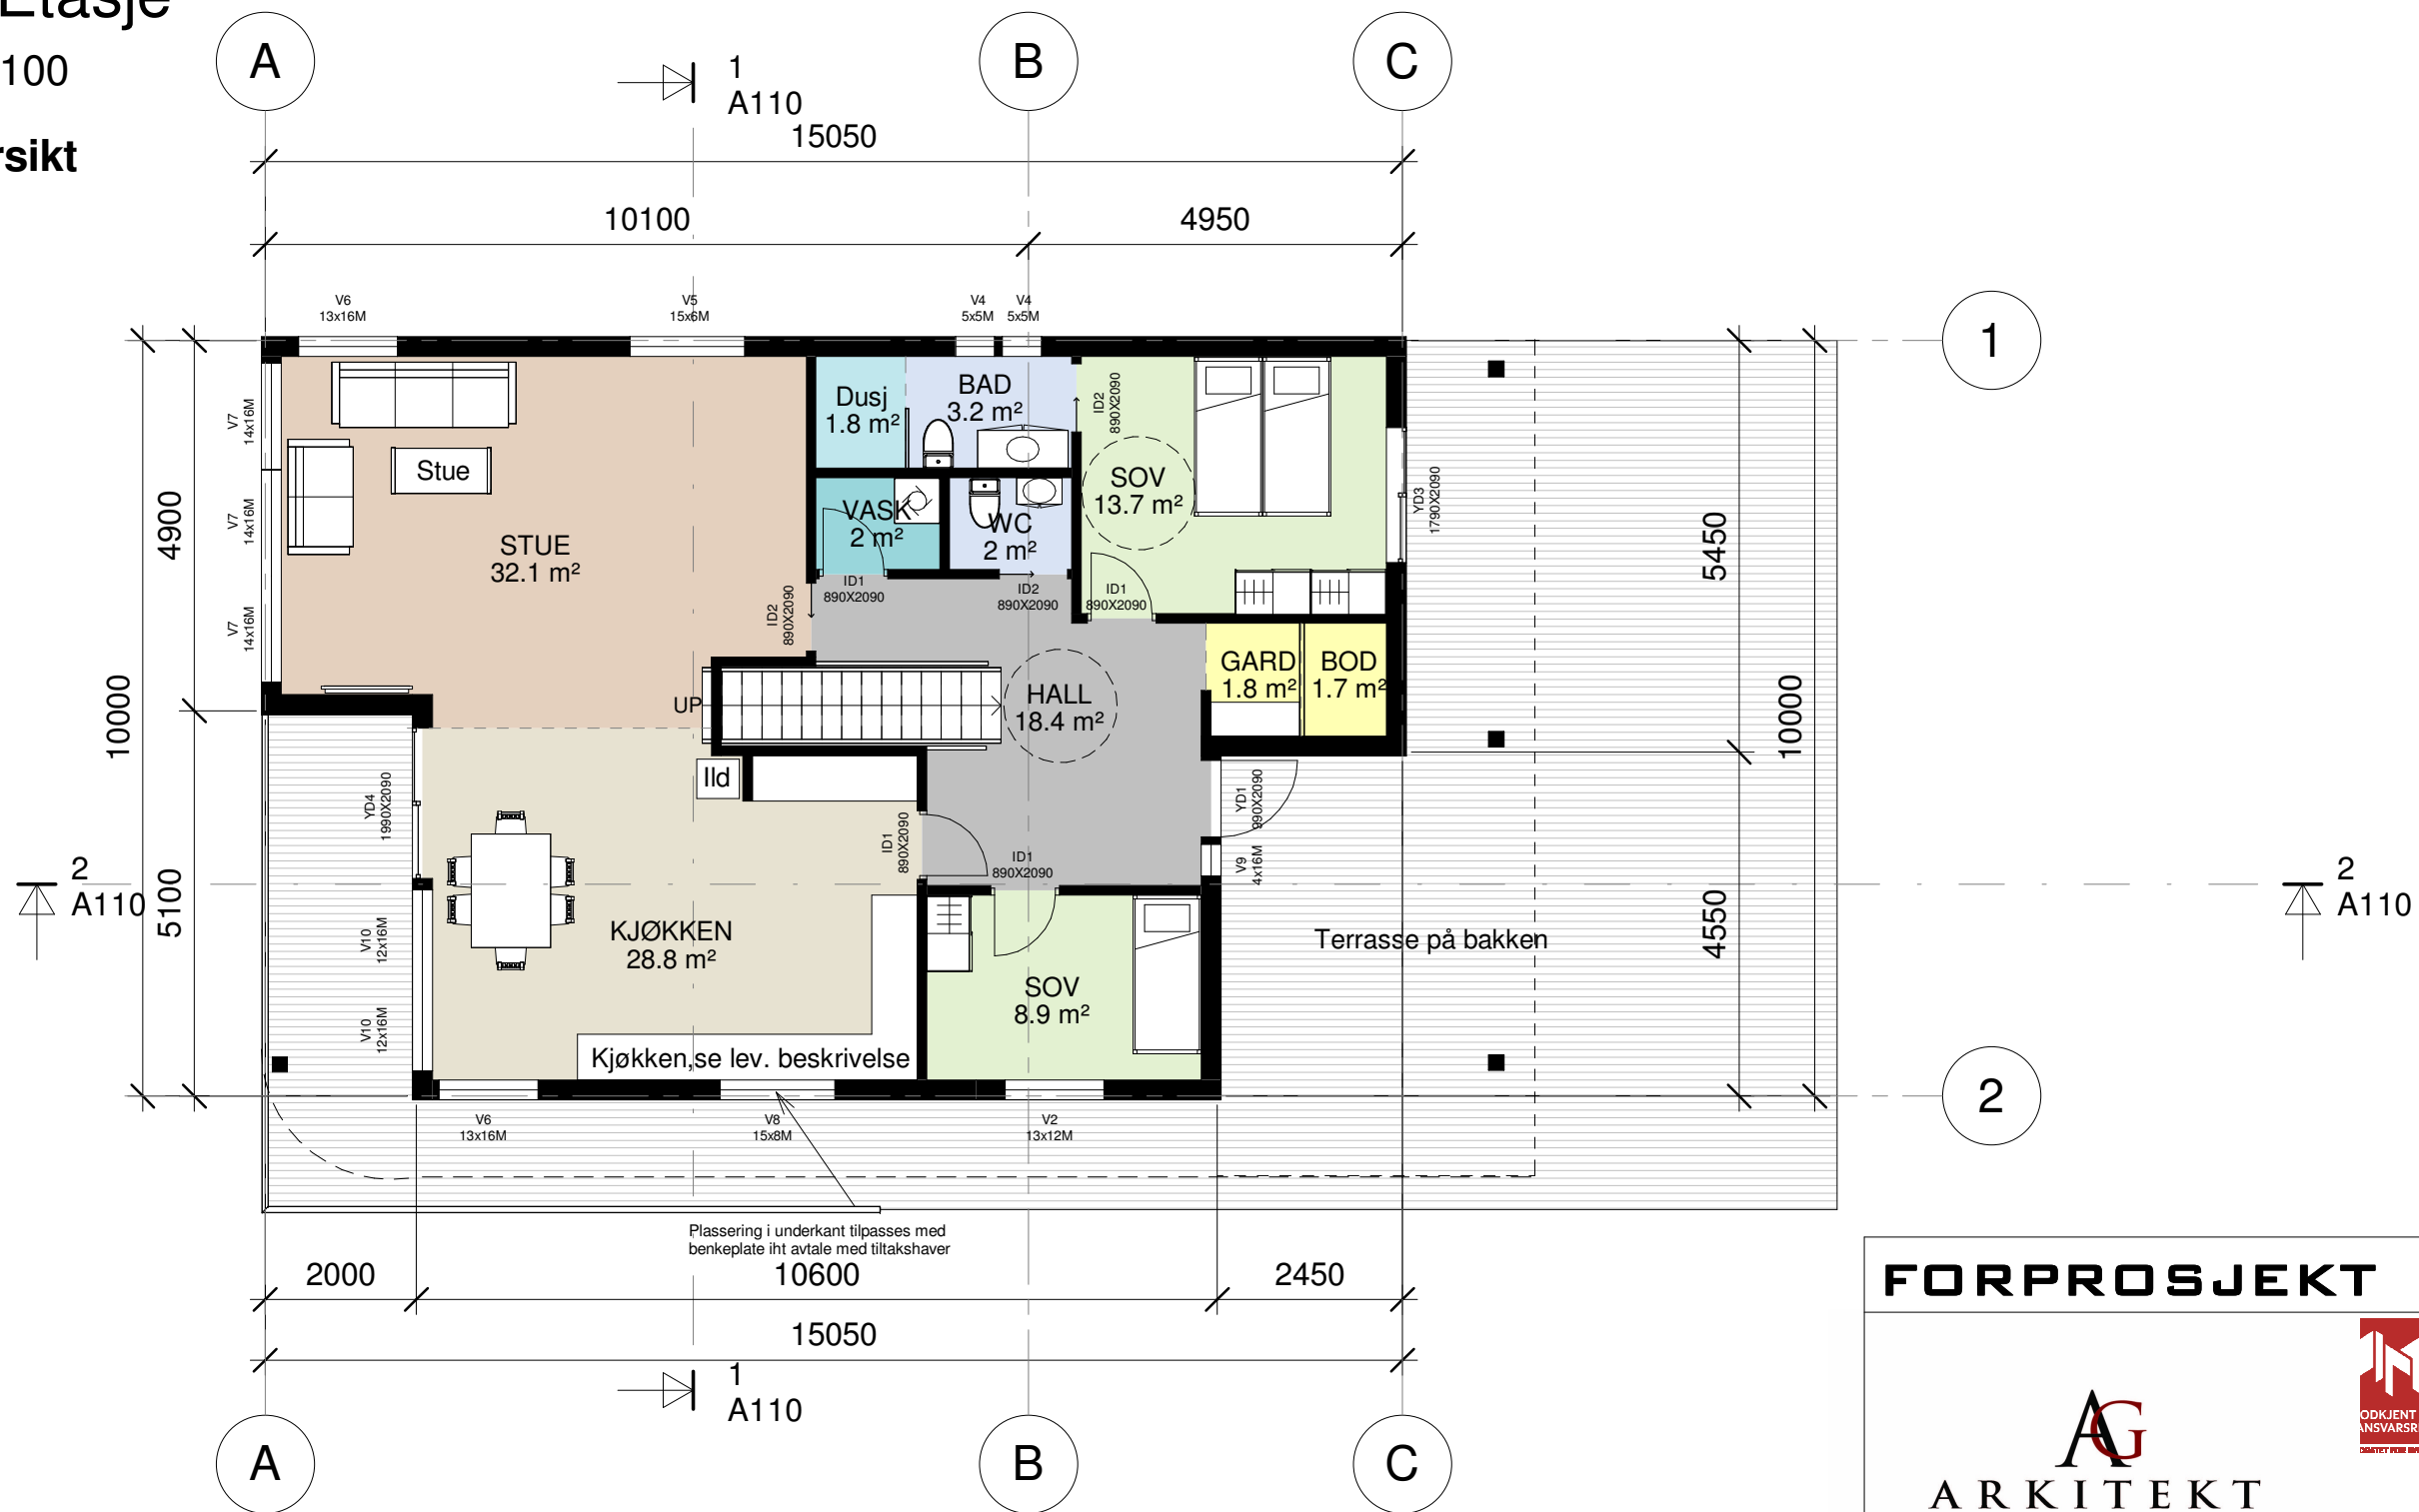 Etasje
100
rsikt
A
B
C
1
A110
15050
10100
4950
V6
13x16M
V5
15x6M
V4
5x5M
V4
5x5M
1
V7
14x16M
V7
14x16M
V7
14x16M
4900
10000
5100
Stue
STUE
32.1 m²
Dusj
1.8 m²
BAD
3.2 m²
ID2
890X2090
SOV
13.7 m²
YD3
1790X2090
VASK
2 m²
WC
2 m²
ID1
890X2090
ID2
890X2090
ID1
890X2090
ID2
890X2090
5450
10000
4550
GARD
1.8 m²
BOD
1.7 m²
HALL
18.4 m²
UP
Ild
YD4
1990X2090
ID1
890X2090
ID1
890X2090
YD1
990X2090
V9
4x16M
2
A110
2
A110
V10
12x16M
V10
12x16M
KJØKKEN
28.8 m²
SOV
8.9 m²
Terrasse på bakken
Kjøkken,se lev. beskrivelse
V6
13x16M
V8
15x8M
V2
13x12M
2
Plassering i underkant tilpasses med
benkeplate iht avtale med tiltakshaver
2000
10600
2450
15050
1
A110
A
B
C
FORPROSJEKT
AG
ARKITEKT
ODKJENT
ANSVARSR